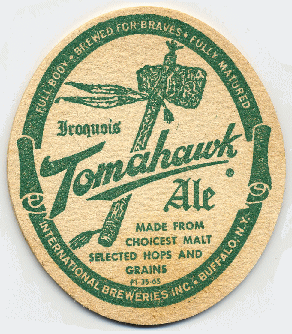 FULL BODY • BREWED FOR BRAVES • FULLY MATURED
Iroquois
Tomahawk
Ale
MADE FROM
CHOICEST MALT
SELECTED HOPS AND
GRAINS
INTERNATIONAL BREWERIES INC. • BUFFALO, N.Y.